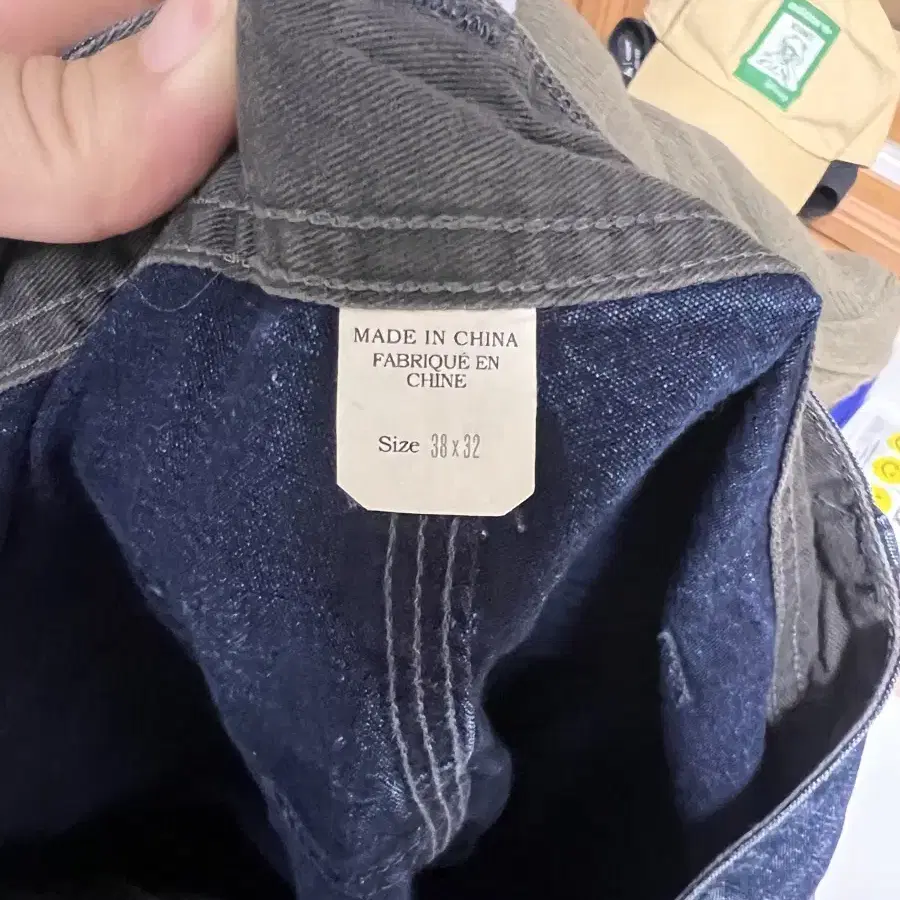 MADE IN CHINA
FABRIQUÉ EN
CHINE
Size 38 x 32